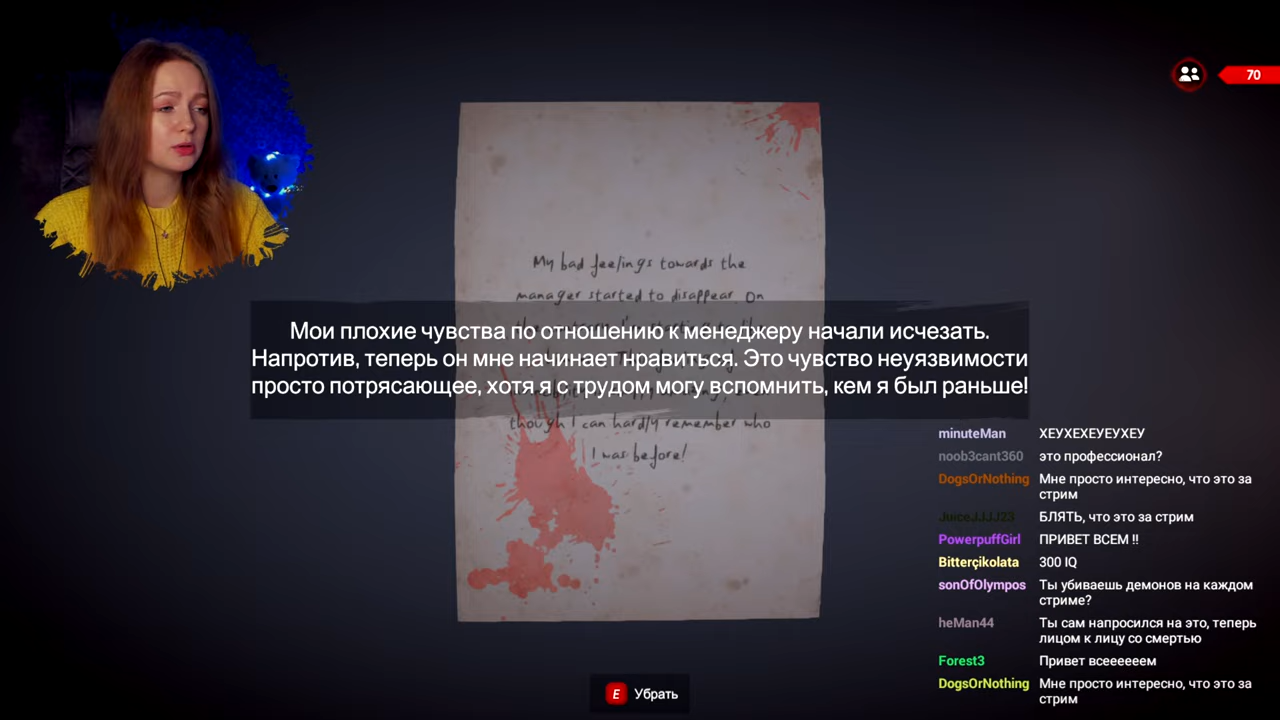 70
My bad feelings towards the
manager started to disappear. On
Мои плохие чувства по отношению к менеджеру начали исчезать.
Напротив, теперь он мне начинает нравиться. Это чувство неуязвимости
просто потрясающее, хотя я с трудом могу вспомнить, кем я был раньше!
though I can hardly remember who
I was before!
minuteMan ХЕУХЕХЕУЕУХЕУ
noob3cant360 это профессионал?
DogsOrNothing Мне просто интересно, что это за
стрим
JuiceJJJJ23 БЛЯТЬ, что это за стрим
PowerpuffGirl ПРИВЕТ ВСЕМ !!
Bitterçikolata 300 IQ
sonOfOlympos Ты убиваешь демонов на каждом
стриме?
heMan44 Ты сам напросился на это, теперь
лицом к лицу со смертью
Forest3 Привет всеееееем
DogsOrNothing Мне просто интересно, что это за
стрим
E Убрать